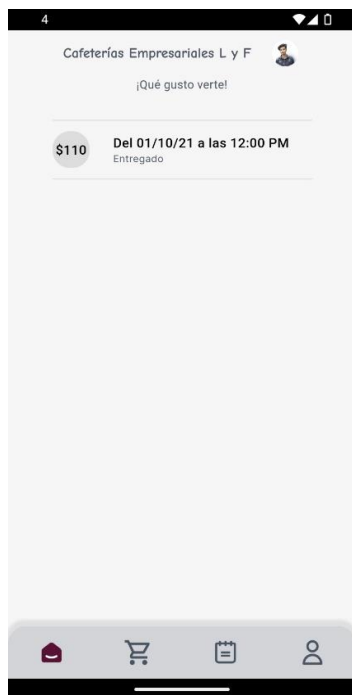 4
Cafeterías Empresariales L y F
¡Qué gusto verte!
$110
Del 01/10/21 a las 12:00 PM
Entregado